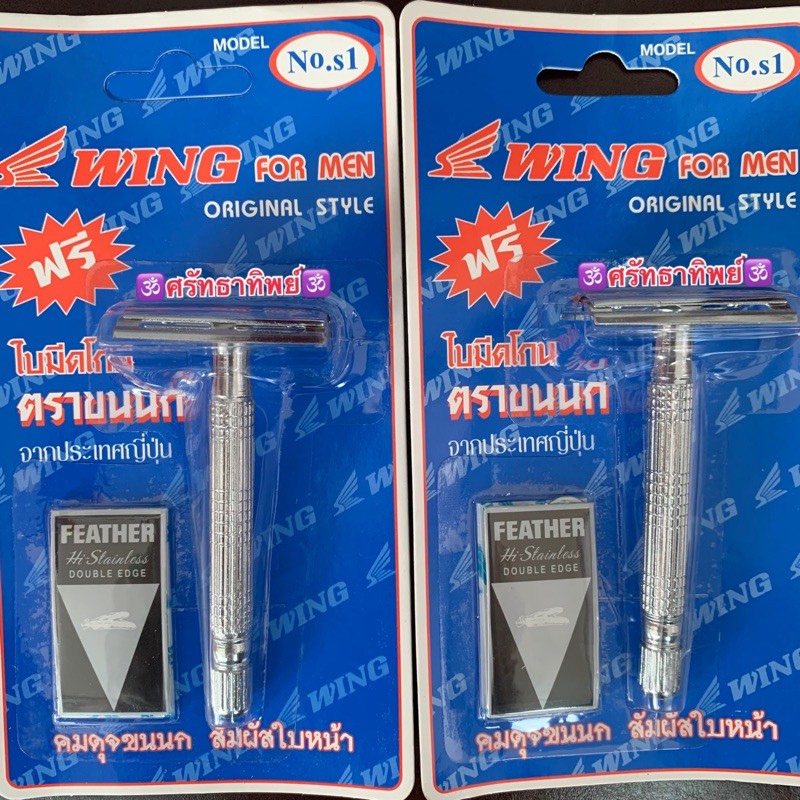 MODEL No.s1
WING FOR MEN
ORIGINAL STYLE
ฟรี
🕉ศรัทธาทิพย์🕉
ใบมีดโกน
ตราขนนก
จากประเทศญี่ปุ่น
FEATHER
Hi-Stainless
DOUBLE EDGE
คมดุจขนนก สัมผัสใบหน้า
MODEL No.s1
WING FOR MEN
ORIGINAL STYLE
ฟรี
🕉ศรัทธาทิพย์🕉
ใบมีดโกน
ตราขนนก
จากประเทศญี่ปุ่น
FEATHER
Hi-Stainless
DOUBLE EDGE
คมดุจขนนก สัมผัสใบหน้า
WING
WING
WING
WING
WING
WING